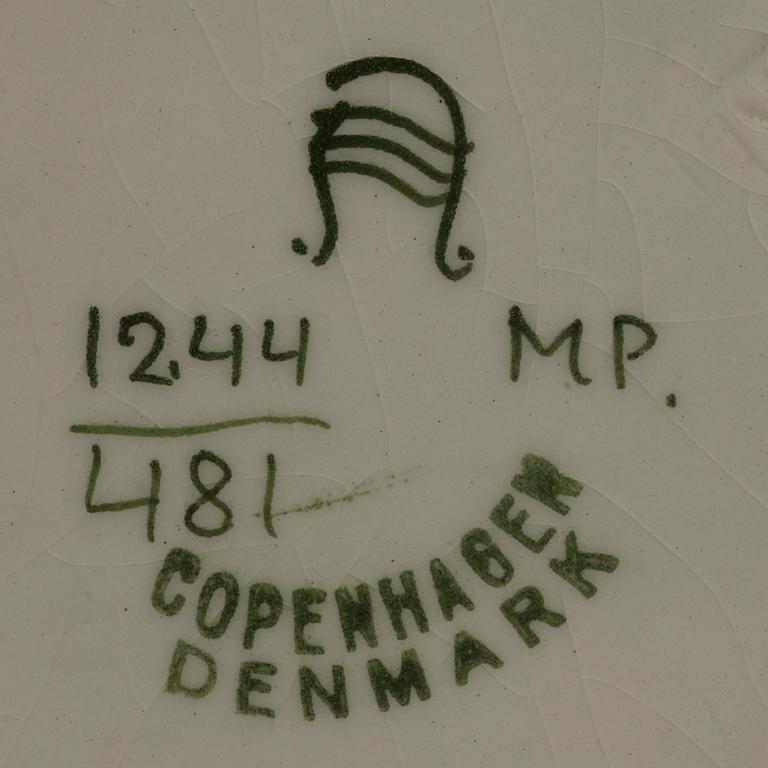 1244
481
MP.
COPENHAGEN
DENMARK